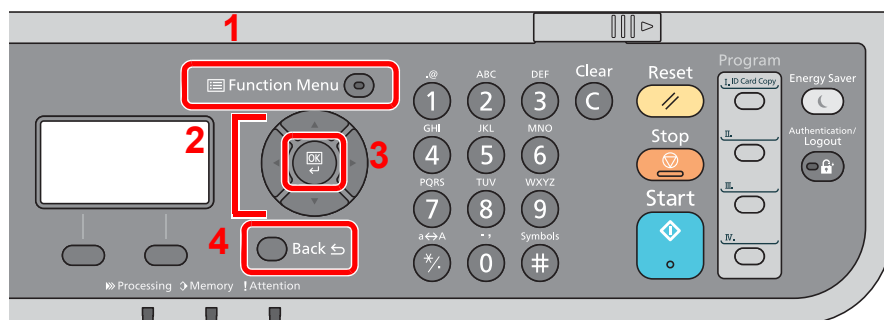 1
Function Menu
2
OK
3
4
Back
Processing
Memory
!Attention
.@
1
ABC
2
DEF
3
Clear
C
GHI
4
JKL
5
MNO
6
PQRS
7
TUV
8
WXYZ
9
a↔A
*/.
- ,
0
Symbols
#
Reset
Stop
Start
Program
I. ID Card Copy
II.
III.
IV.
Energy Saver
Authentication/
Logout